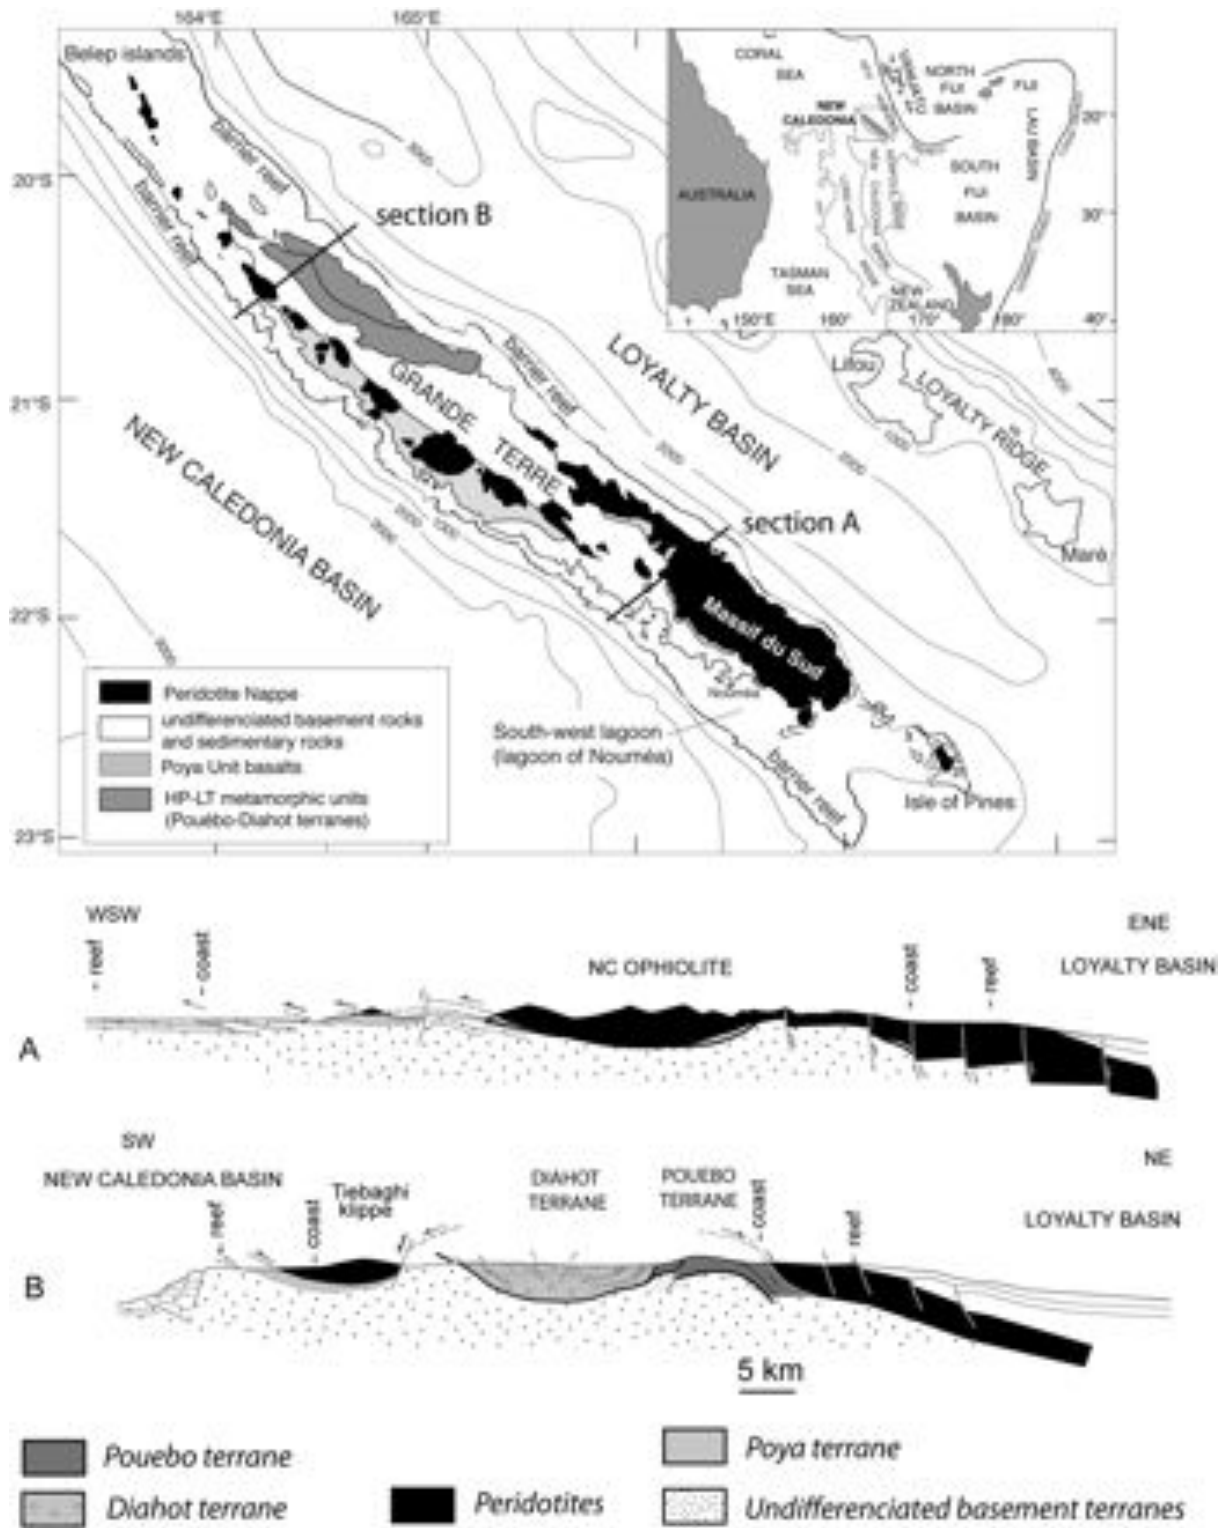 164°E
165°E
Belep islands
barrier reef
barrier reef
20°S
section B
CORAL
SEA
NEW
CALEDONIA
NORTH
FIJI
BASIN
FIJI
LAU BASIN
20°
SOUTH
FIJI
BASIN
30°
AUSTRALIA
TASMAN
SEA
NEW
ZEALAND
150°E
160°
170°
180°
40°
barrier reef
LOYALTY BASIN
Lifou
LOYALTY RIDGE
Maré
21°S
GRANDE TERRE
NEW CALEDONIA BASIN
section A
22°S
Massif du Sud
Nouméa
South-west lagoon
(lagoon of Nouméa)
barrier reef
Isle of Pines
Peridotite Nappe
undifferenciated basement rocks
and sedimentary rocks
Poya Unit basalts
HP-LT metamorphic units
(Pouébo-Diahot terranes)
23°S
WSW
ENE
reef
coast
NC OPHIOLITE
coast
reef
LOYALTY BASIN
A
SW
NE
NEW CALEDONIA BASIN
reef
coast
Tiebaghi
klippe
DIAHOT
TERRANE
POUEBO
TERRANE
coast
reef
LOYALTY BASIN
B
5 km
Pouebo terrane
Poya terrane
Diahot terrane
Peridotites
Undifferenciated basement terranes